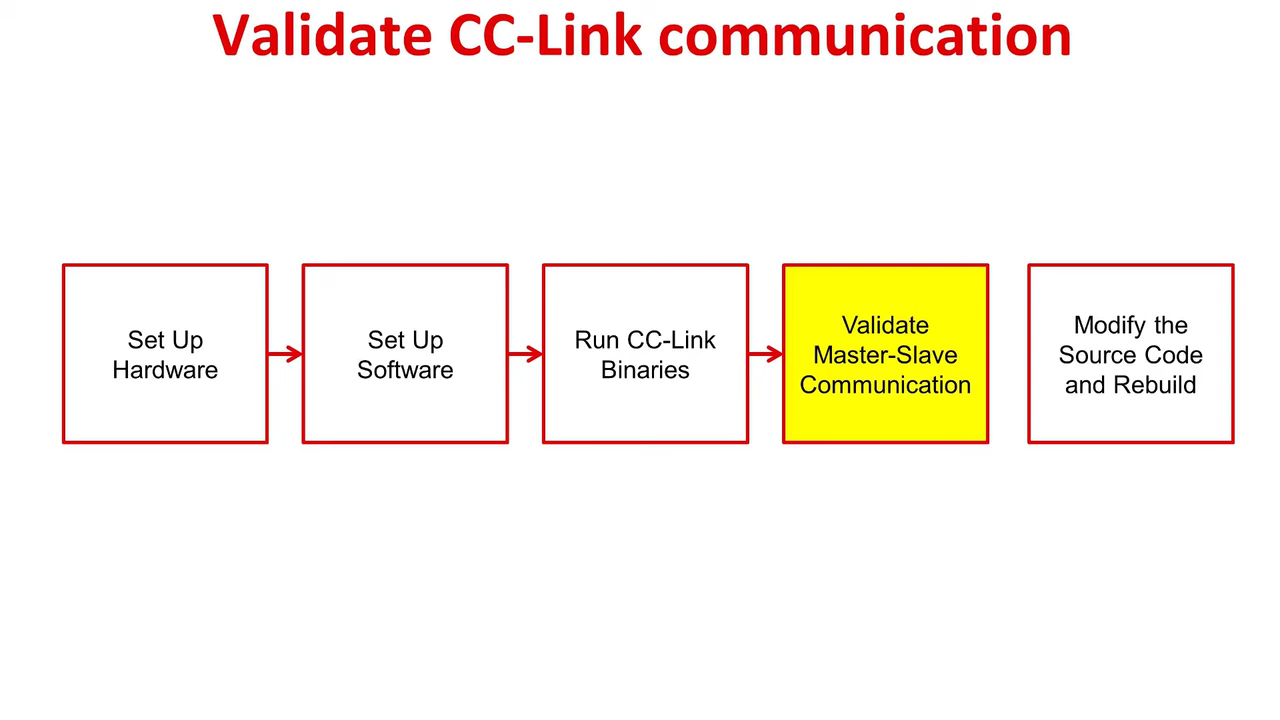 Validate CC-Link communication
Set Up
Hardware
Set Up
Software
Run CC-Link
Binaries
Validate
Master-Slave
Communication
Modify the
Source Code
and Rebuild